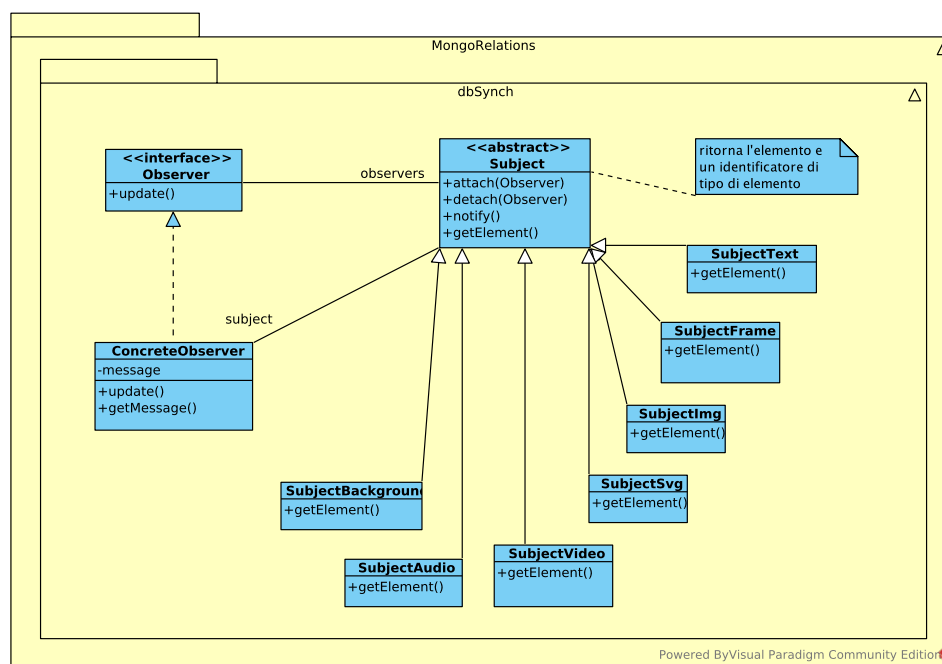 MongoRelations
dbSynch
<<interface>>
Observer
+update()
observers
<<abstract>>
Subject
+attach(Observer)
+detach(Observer)
+notify()
+getElement()
ritorna l'elemento e
un identificatore di
tipo di elemento
SubjectText
+getElement()
subject
SubjectFrame
+getElement()
ConcreteObserver
-message
+update()
+getMessage()
SubjectImg
+getElement()
SubjectBackground
+getElement()
SubjectSvg
+getElement()
SubjectAudio
+getElement()
SubjectVideo
+getElement()
Powered ByVisual Paradigm Community Edition